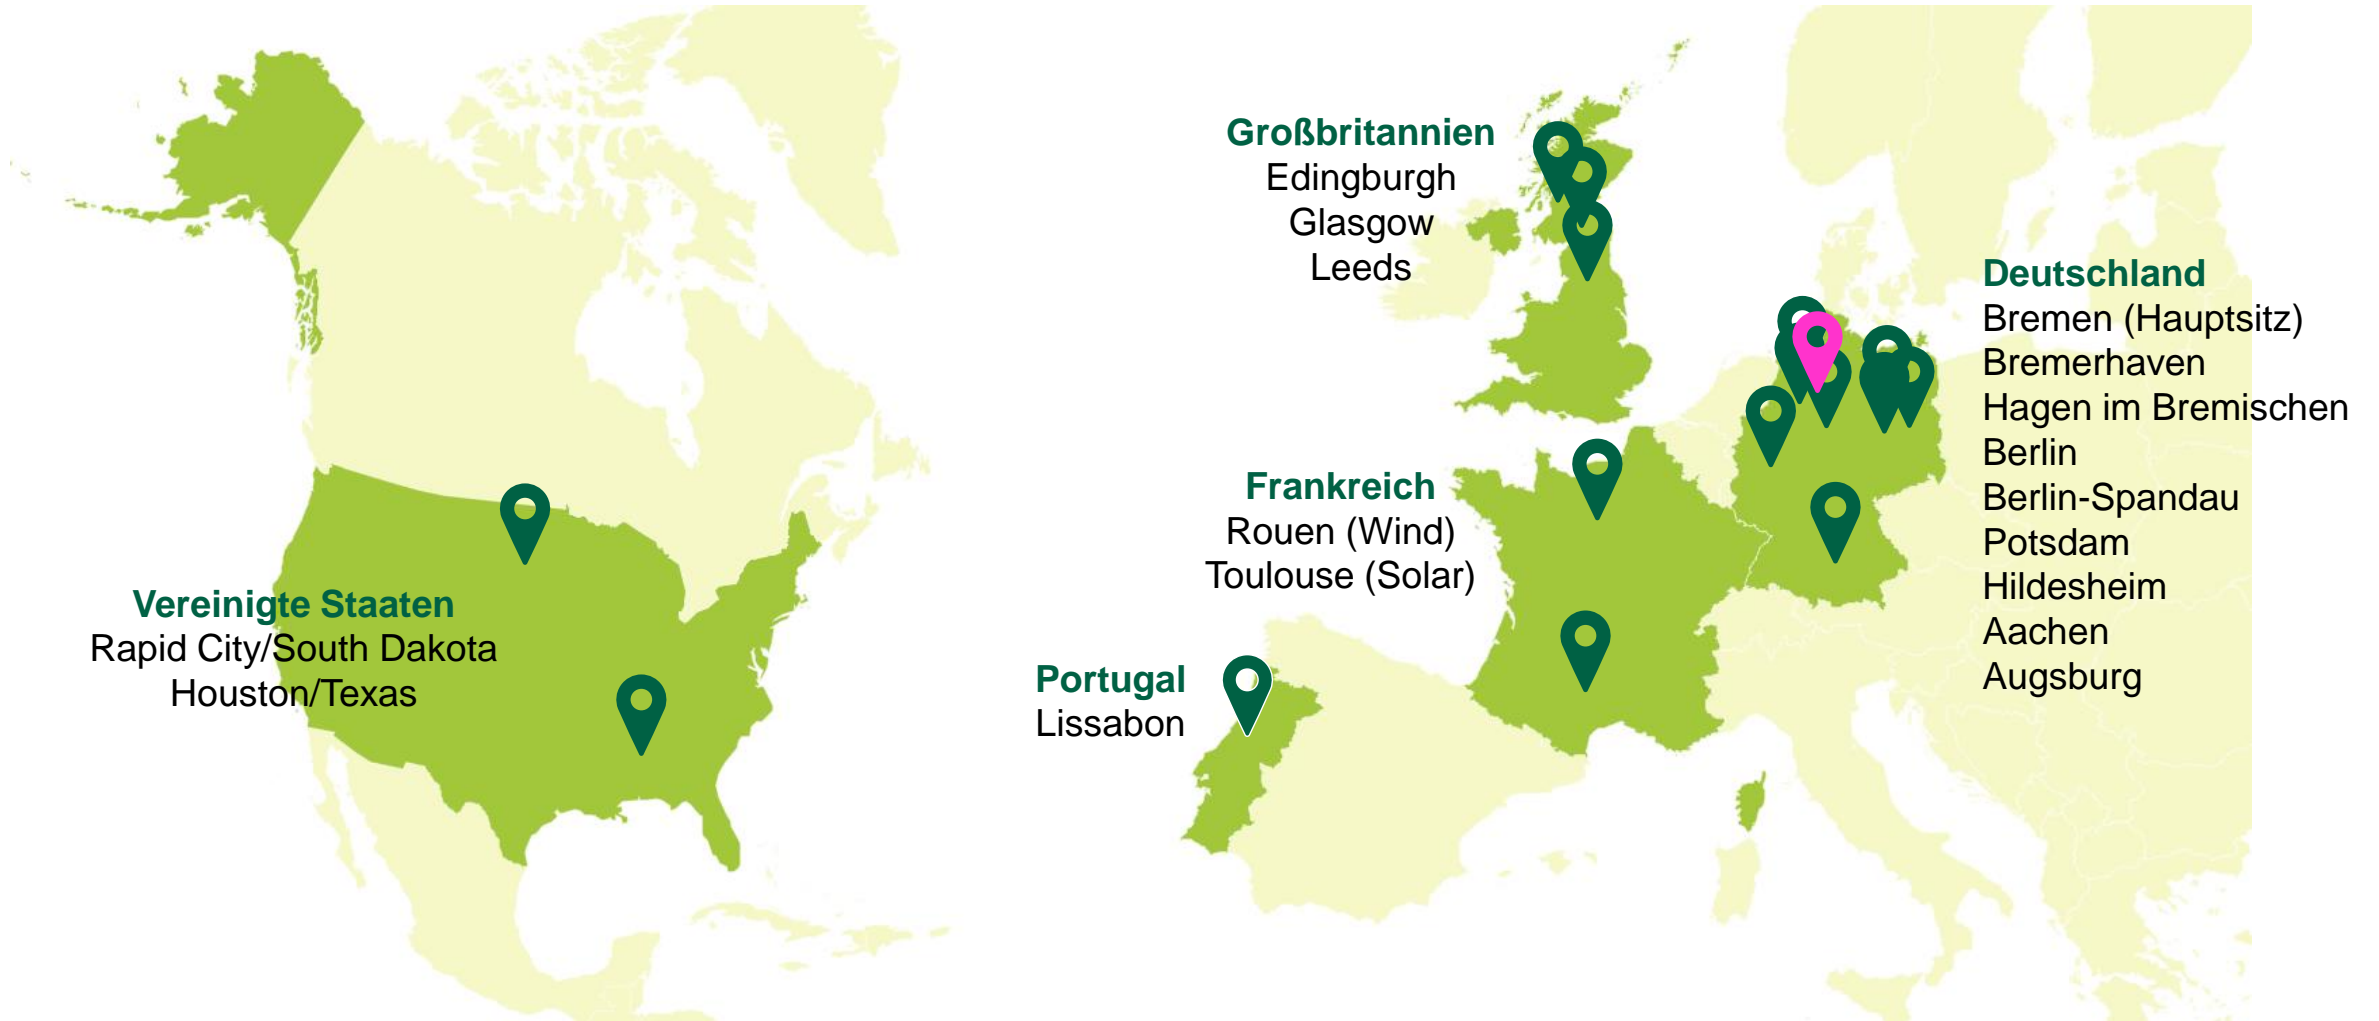 Vereinigte Staaten
Rapid City/South Dakota
Houston/Texas
Großbritannien
Edingburgh
Glasgow
Leeds
Frankreich
Rouen (Wind)
Toulouse (Solar)
Portugal
Lissabon
Deutschland
Bremen (Hauptsitz)
Bremerhaven
Hagen im Bremischen
Berlin
Berlin-Spandau
Potsdam
Hildesheim
Aachen
Augsburg